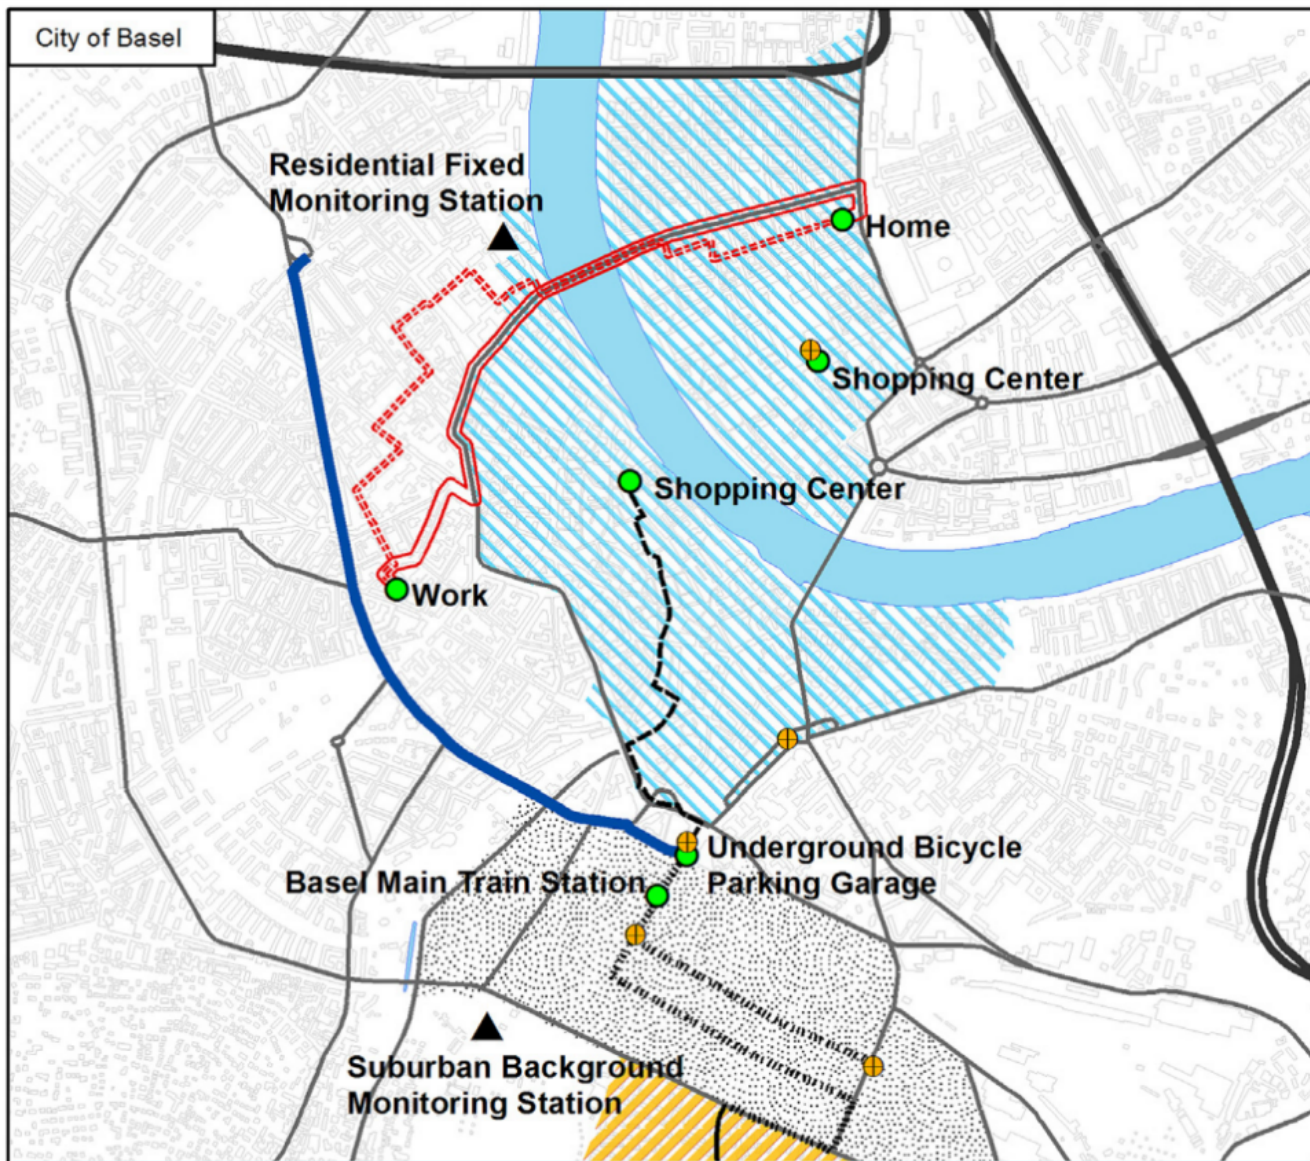 City of Basel
Residential Fixed
Monitoring Station
Home
Shopping Center
Shopping Center
Work
Underground Bicycle
Parking Garage
Basel Main Train Station
Suburban Background
Monitoring Station